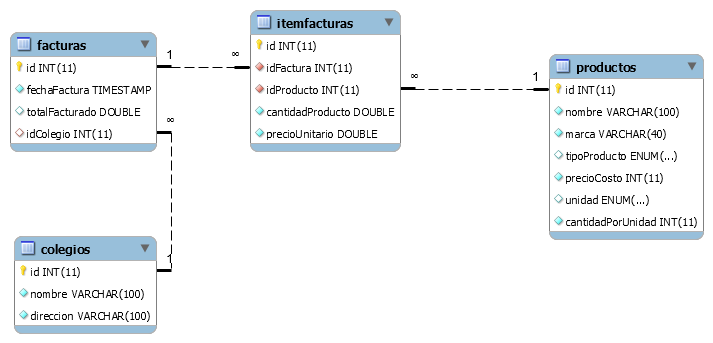 facturas
id INT(11)
fechaFactura TIMESTAMP
totalFacturado DOUBLE
idColegio INT(11)
1
∞
∞
1
itemfacturas
id INT(11)
idFactura INT(11)
idProducto INT(11)
cantidadProducto DOUBLE
precioUnitario DOUBLE
∞
1
productos
id INT(11)
nombre VARCHAR(100)
marca VARCHAR(40)
tipoProducto ENUM(...)
precioCosto INT(11)
unidad ENUM(...)
cantidadPorUnidad INT(11)
colegios
id INT(11)
nombre VARCHAR(100)
direccion VARCHAR(100)